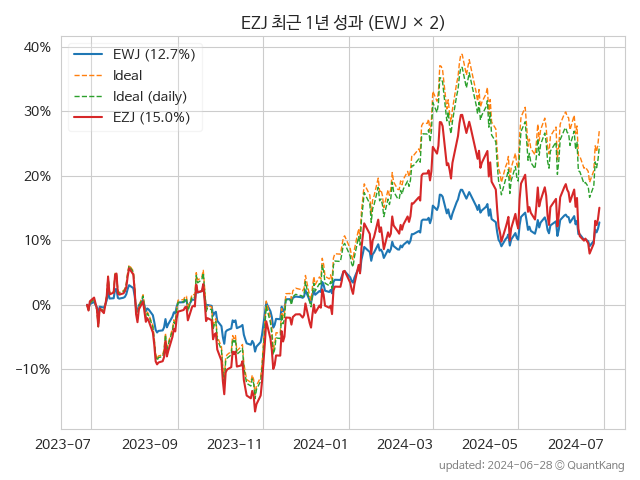 EZJ 최근 1년 성과 (EWJ × 2)
EWJ (12.7%)
Ideal
Ideal (daily)
EZJ (15.0%)
40%
30%
20%
10%
0%
−10%
2023-07 2023-09 2023-11 2024-01 2024-03 2024-05 2024-07
updated: 2024-06-28 © QuantKang